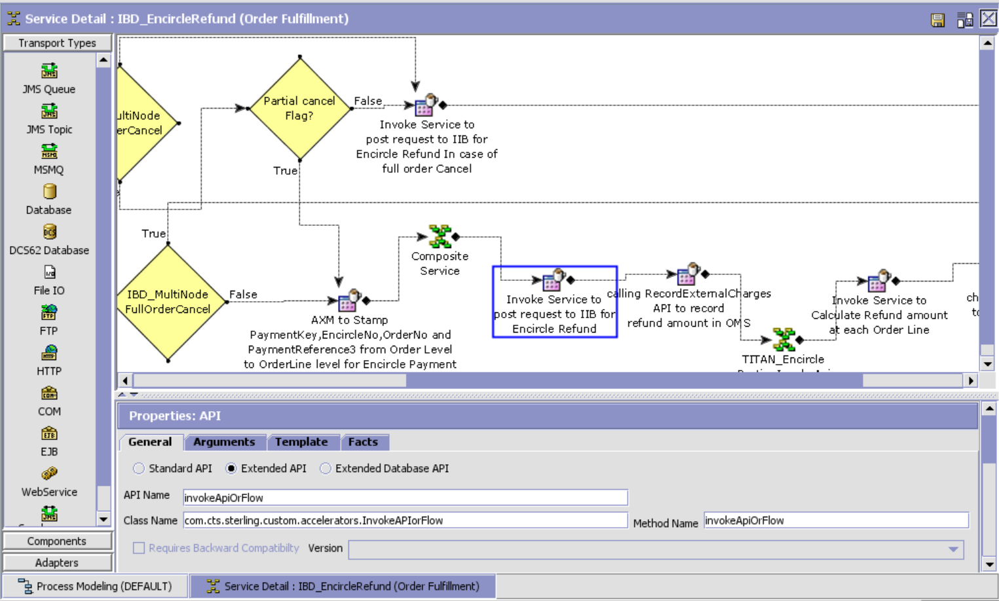 Service Detail : IBD_EncircleRefund (Order Fulfillment)
Transport Types
JMS Queue
JMS Topic
MSMQ
Database
DCS62 Database
File IO
FTP
HTTP
COM
EJB
WebService
Components
Adapters
ultiNode
erCancel
Partial cancel
Flag?
False
True
Invoke Service to
post request to IIB for
Encircle Refund In case of
full order Cancel
True
IBD_MultiNode
FullOrderCancel
False
AXM to Stamp
PaymentKey,EncircleNo,OrderNo and
PaymentReference3 from Order Level
to OrderLine level for Encircle Payment
Composite
Service
Invoke Service to
post request to IIB for
Encircle Refund
calling RecordExternalCharges
API to record
refund amount in OMS
TITAN_Encircle
Invoke Service to
Calculate Refund amount
at each Order Line
ch
Properties: API
General
Arguments
Template
Facts
Standard API
Extended API
Extended Database API
API Name
invokeApiOrFlow
Class Name
com.cts.sterling.custom.accelerators.InvokeAPIorFlow
Method Name
invokeApiOrFlow
Requires Backward Compatibilty
Version
Process Modeling (DEFAULT)
Service Detail : IBD_EncircleRefund (Order Fulfillment)